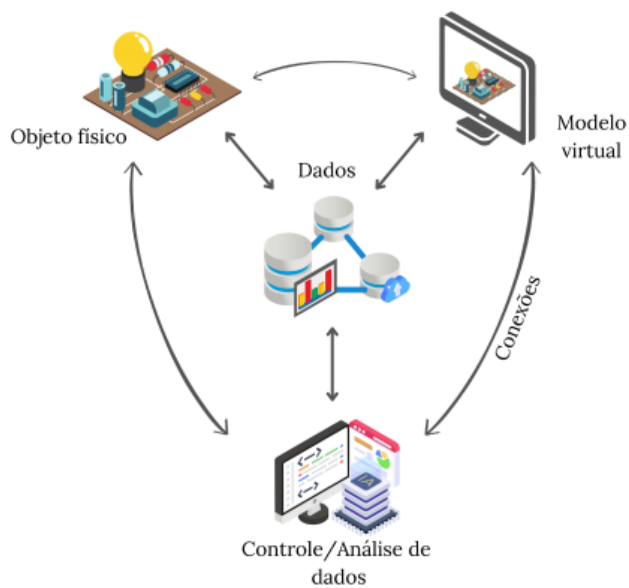 Objeto físico
Modelo
virtual
Dados
Conexões
IA
Controle/Análise de
dados